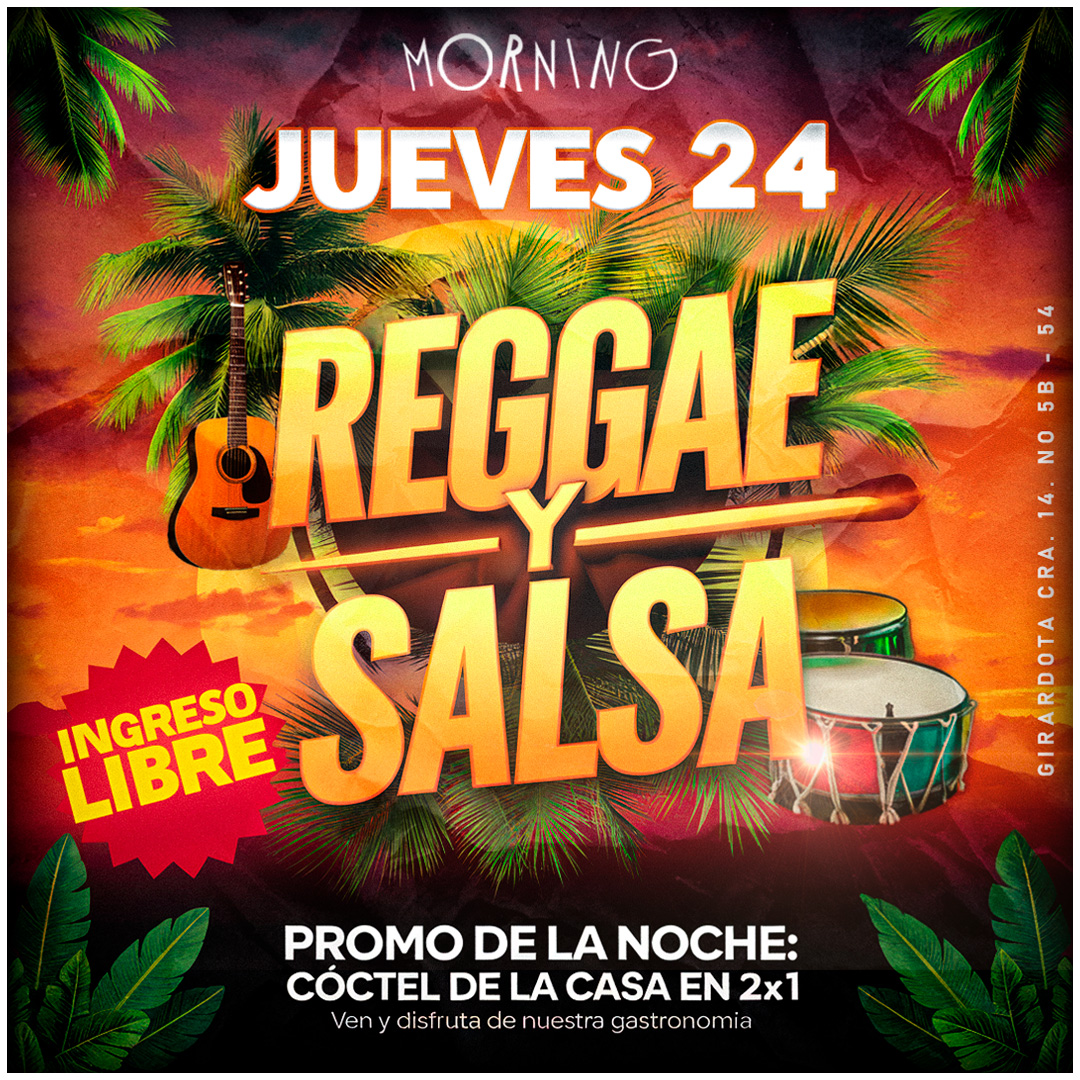 MORNING
JUEVES 24
REGGAE
Y
SALSA
INGRESO
LIBRE
GIRARDOTA CRA. 14. NO 5B - 54
PROMO DE LA NOCHE:
CÓCTEL DE LA CASA EN 2x1
Ven y disfruta de nuestra gastronomia